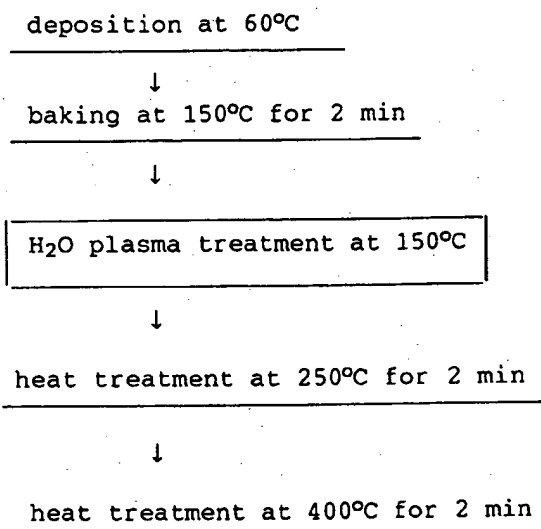 deposition at 60°C
↓
baking at 150°C for 2 min
↓
H₂O plasma treatment at 150°C
↓
heat treatment at 250°C for 2 min
↓
heat treatment at 400°C for 2 min